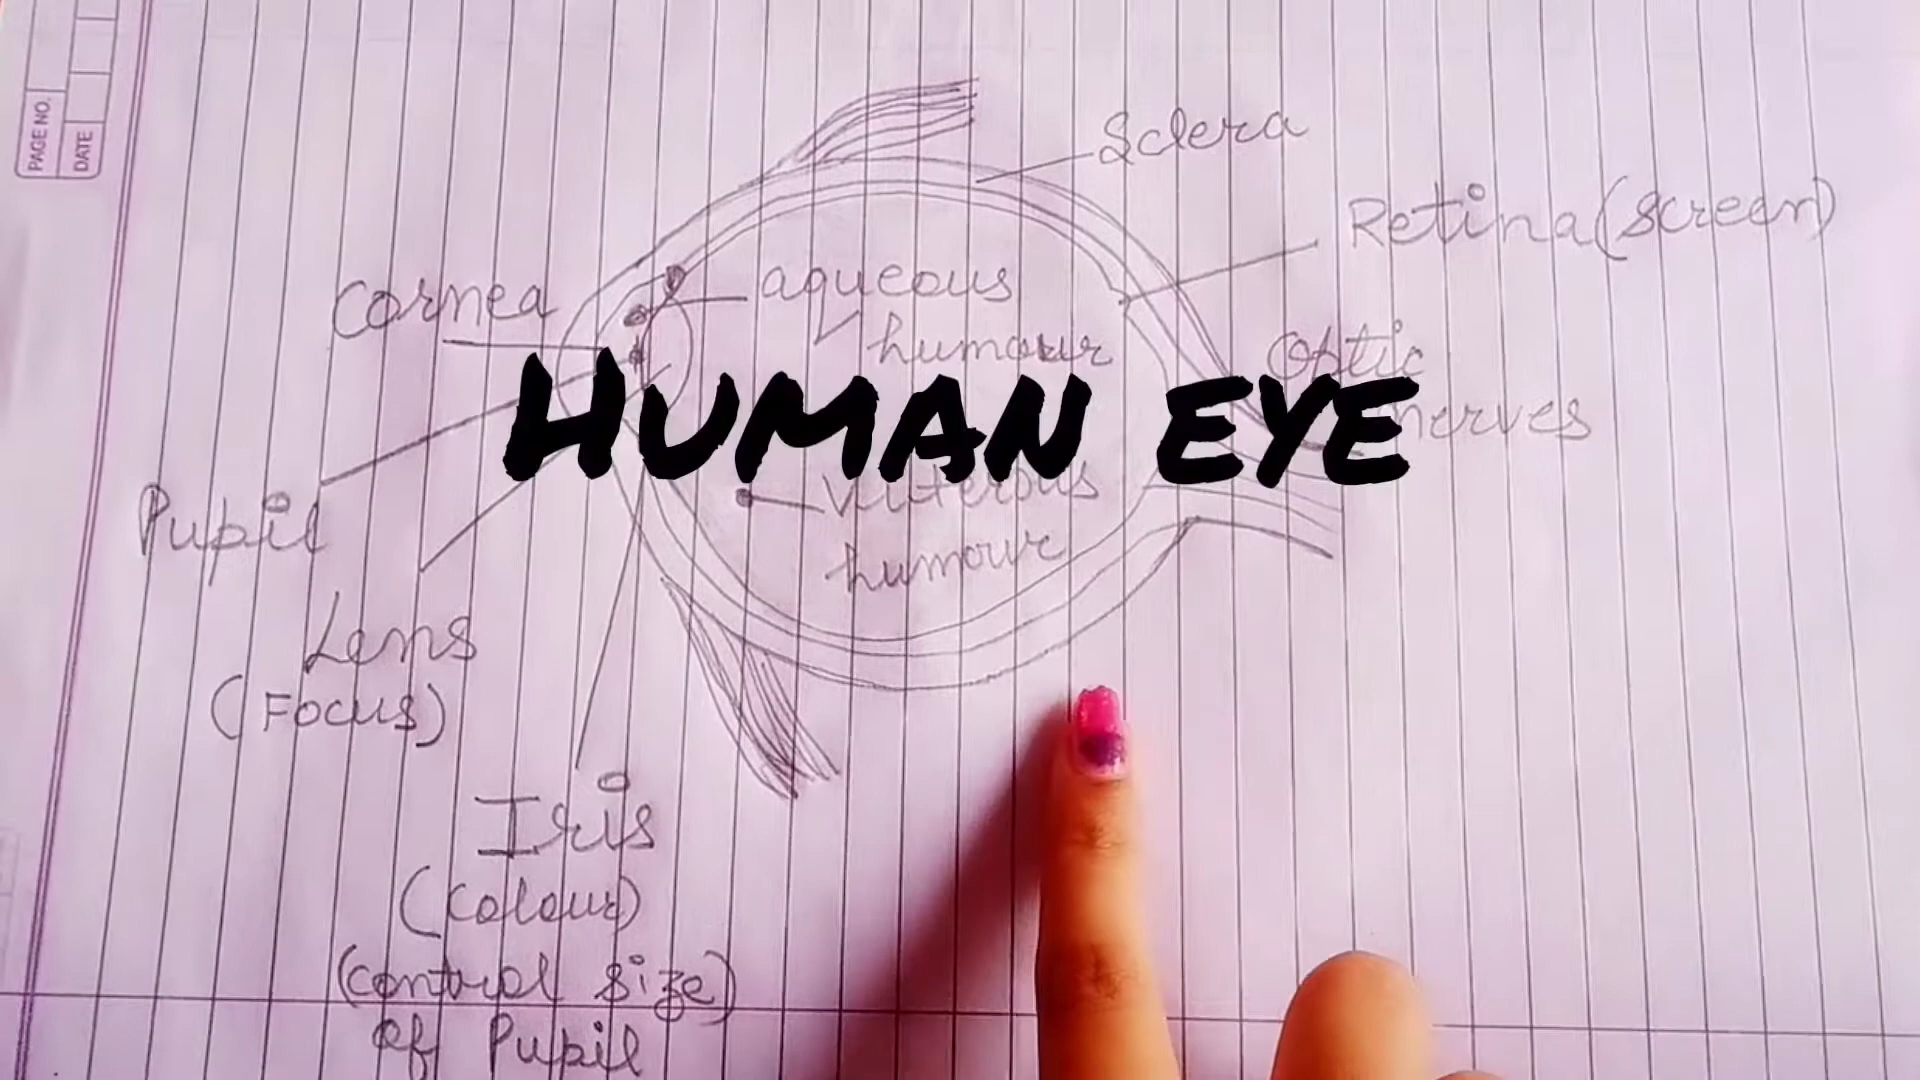 PAGE NO.
DATE
Sclera
Retina (screen)
Cornea
aqueous
humour
Optic
nerves
HUMAN EYE
Pupil
humour
Lens
(Focus)
Iris
(colour)
(control size)
of Pupil